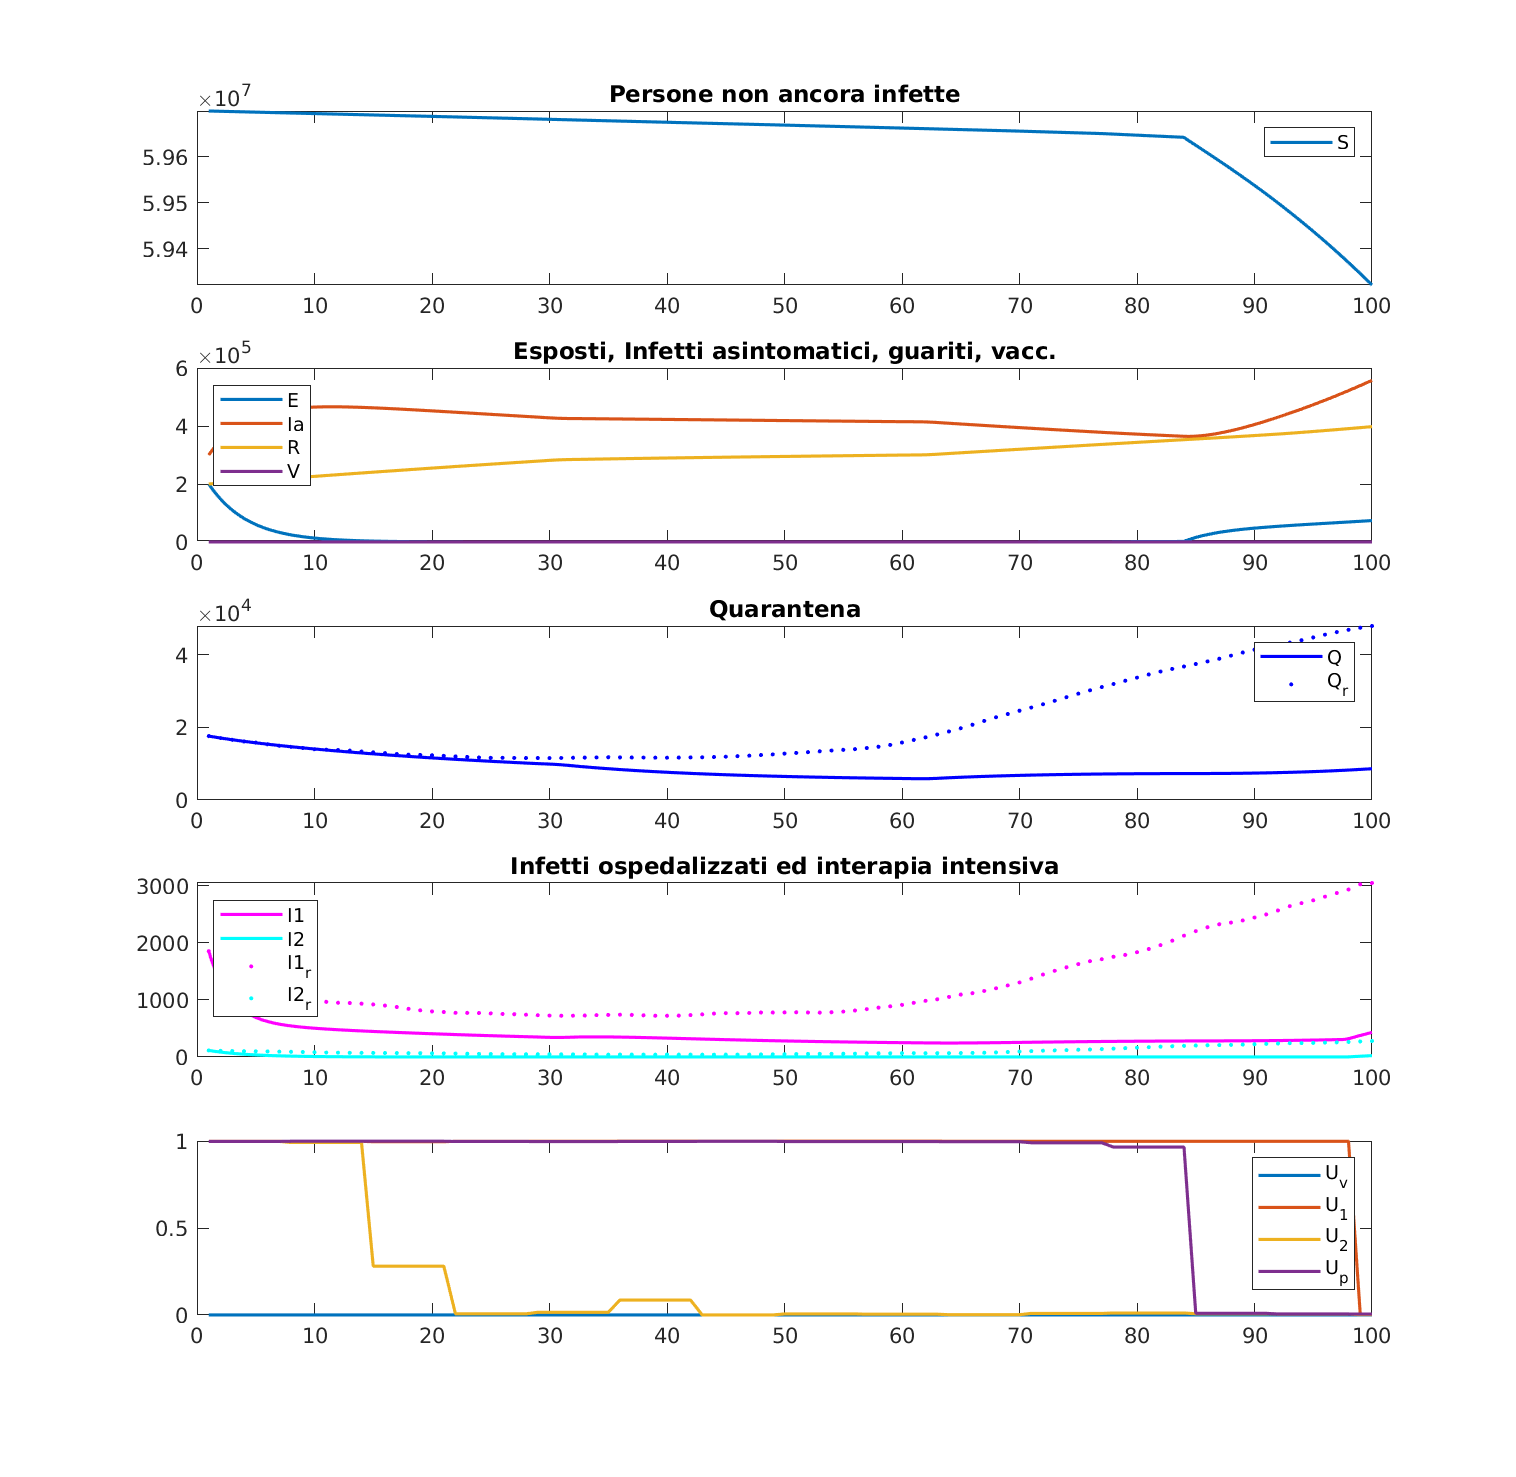 Persone non ancora infette
×10^7
5.96
5.95
5.94
S
0 10 20 30 40 50 60 70 80 90 100
Esposti, Infetti asintomatici, guariti, vacc.
×10^5
6
4
2
0
E
Ia
R
V
0 10 20 30 40 50 60 70 80 90 100
Quarantena
×10^4
4
2
0
Q
Q_r
0 10 20 30 40 50 60 70 80 90 100
Infetti ospedalizzati ed interapia intensiva
3000
2000
1000
0
I1
I2
I1_r
I2_r
0 10 20 30 40 50 60 70 80 90 100
1
0.5
0
U_v
U_1
U_2
U_p
0 10 20 30 40 50 60 70 80 90 100